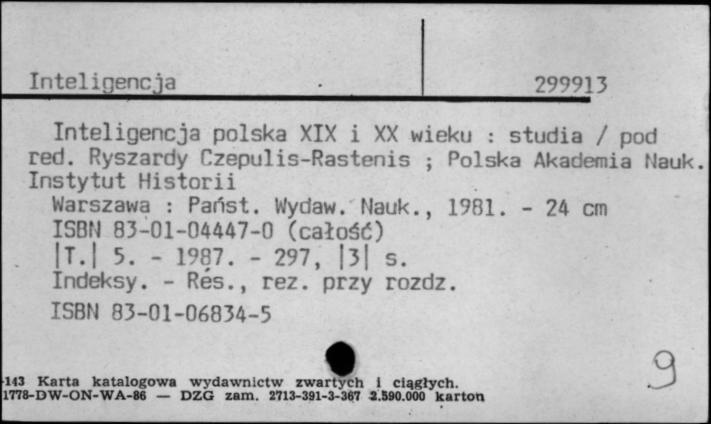 Inteligencja 299913
Inteligencja polska XIX i XX wieku : studia / pod
red. Ryszardy Czepulis-Rastenis ; Polska Akademia Nauk.
Instytut Historii
Warszawa : Państ. Wydaw. Nauk., 1981. - 24 cm
ISBN 83-01-04447-0 (całość)
|T.| 5. - 1987. - 297, |3| s.
Indeksy. - Rés., rez. przy rozdz.
ISBN 83-01-06834-5
9
-143 Karta katalogowa wydawnictw zwartych i ciągłych.
1778-DW-ON-WA-86 — DZG zam. 2713-391-3-367 2.590.000 karton